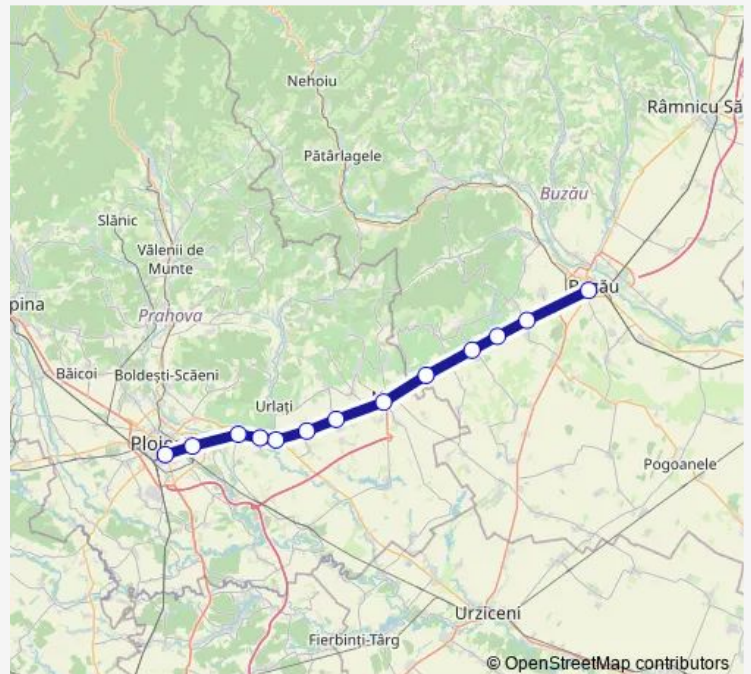 Nehoiu
Râmnicu Să
Pătârlagele
Buzău
Slănic
Vălenii de
Munte
pina
Prahova
Băicoi
Boldești-Scăeni
Urlați
Ploi
Pogoanele
Urziceni
Fierbinți-Târg
© OpenStreetMap contributors